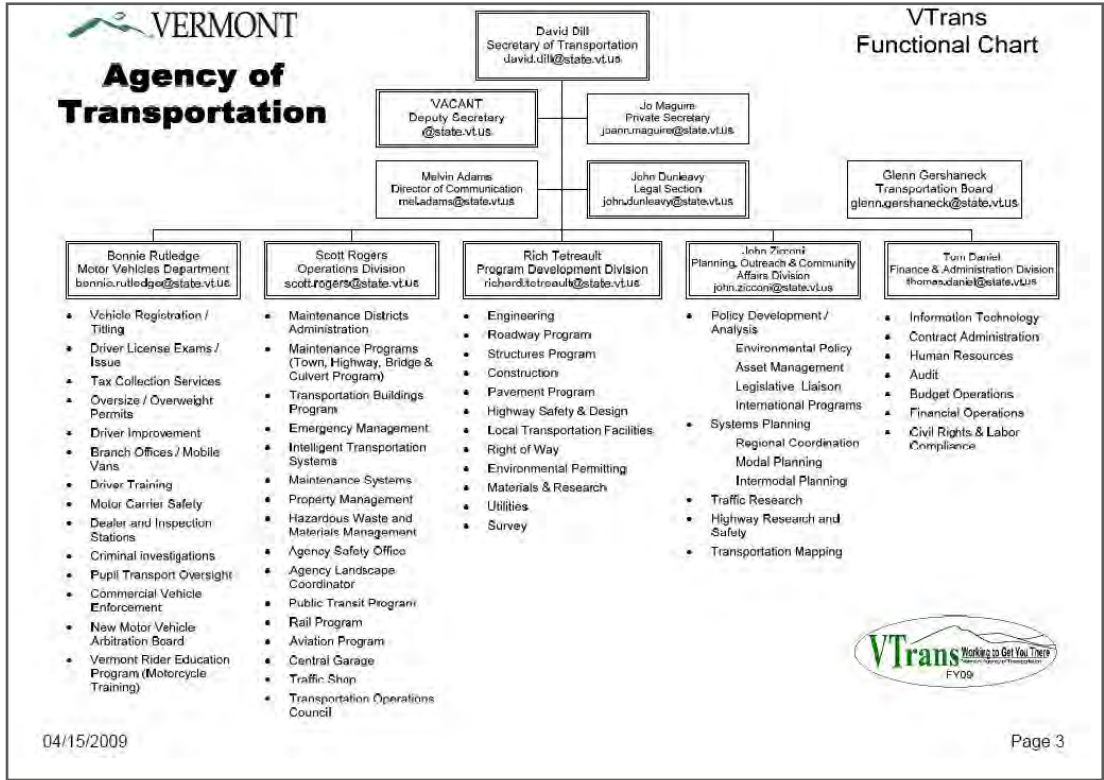 VERMONT
Agency of
Transportation
VTrans
Functional Chart
David Dill
Secretary of Transportation
david.dill@state.vt.us
VACANT
Deputy Secretary
@state.vt.us
Jo Maguire
Private Secretary
joann.maguire@state.vt.us
Melvin Adams
Director of Communication
mel.adams@state.vt.us
John Dunleavy
Legal Section
john.dunleavy@state.vt.us
Glenn Gershaneck
Transportation Board
glenn.gershaneck@state.vt.us
Bonnie Rutledge
Motor Vehicles Department
bonnie.rutledge@state.vt.us
• Vehicle Registration /
Titling
• Driver License Exams /
Issue
• Tax Collection Services
• Oversize / Overweight
Permits
• Driver Improvement
• Branch Offices / Mobile
Vans
• Driver Training
• Motor Carrier Safety
• Dealer and Inspection
Stations
• Criminal investigations
• Pupil Transport Oversight
• Commercial Vehicle
Enforcement
• New Motor Vehicle
Arbitration Board
• Vermont Rider Education
Program (Motorcycle
Training)
Scott Rogers
Operations Division
scott.rogers@state.vt.us
• Maintenance Districts
Administration
• Maintenance Programs
(Town, Highway, Bridge &
Culvert Program)
• Transportation Buildings
Program
• Emergency Management
• Intelligent Transportation
Systems
• Maintenance Systems
• Property Management
• Hazardous Waste and
Materials Management
• Agency Safety Office
• Agency Landscape
Coordinator
• Public Transit Program
• Rail Program
• Aviation Program
• Central Garage
• Traffic Shop
• Transportation Operations
Council
Rich Tetreault
Program Development Division
richard.tetreault@state.vt.us
• Engineering
• Roadway Program
• Structures Program
• Construction
• Pavement Program
• Highway Safety & Design
• Local Transportation Facilities
• Right of Way
• Environmental Permitting
• Materials & Research
• Utilities
• Survey
John Zicconi
Planning, Outreach & Community
Affairs Division
john.zicconi@state.vt.us
• Policy Development /
Analysis
Environmental Policy
Asset Management
Legislative Liaison
International Programs
• Systems Planning
Regional Coordination
Modal Planning
Intermodal Planning
• Traffic Research
• Highway Research and
Safety
• Transportation Mapping
Tom Daniel
Finance & Administration Division
thomas.daniel@state.vt.us
• Information Technology
• Contract Administration
• Human Resources
• Audit
• Budget Operations
• Financial Operations
• Civil Rights & Labor
Compliance
VTrans Working to Get You There
Vermont Agency of Transportation
FY09
04/15/2009
Page 3